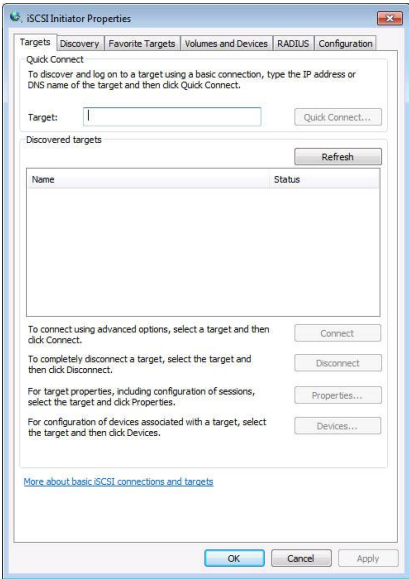 iSCSI Initiator Properties
Targets Discovery Favorite Targets Volumes and Devices RADIUS Configuration
Quick Connect
To discover and log on to a target using a basic connection, type the IP address or
DNS name of the target and then click Quick Connect.
Target:
Quick Connect...
Discovered targets
Refresh
Name Status
To connect using advanced options, select a target and then
click Connect.
Connect
To completely disconnect a target, select the target and
then click Disconnect.
Disconnect
For target properties, including configuration of sessions,
select the target and click Properties.
Properties...
For configuration of devices associated with a target, select
the target and then click Devices.
Devices...
More about basic iSCSI connections and targets
OK Cancel Apply